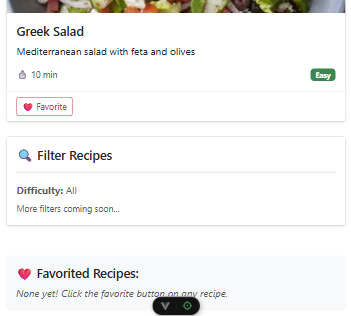 Greek Salad
Mediterranean salad with feta and olives
10 min
Easy
Favorite
Filter Recipes
Difficulty: All
More filters coming soon...
Favorited Recipes:
None yet! Click the favorite button on any recipe.